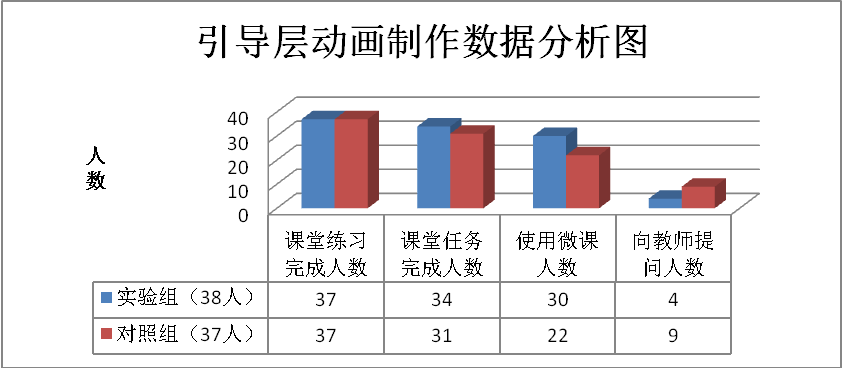 引导层动画制作数据分析图
人数
40
30
20
10
0
课堂练习 课堂任务 使用微课 向教师提
完成人数 完成人数 人数 问人数
实验组（38人） 37 34 30 4
对照组（37人） 37 31 22 9